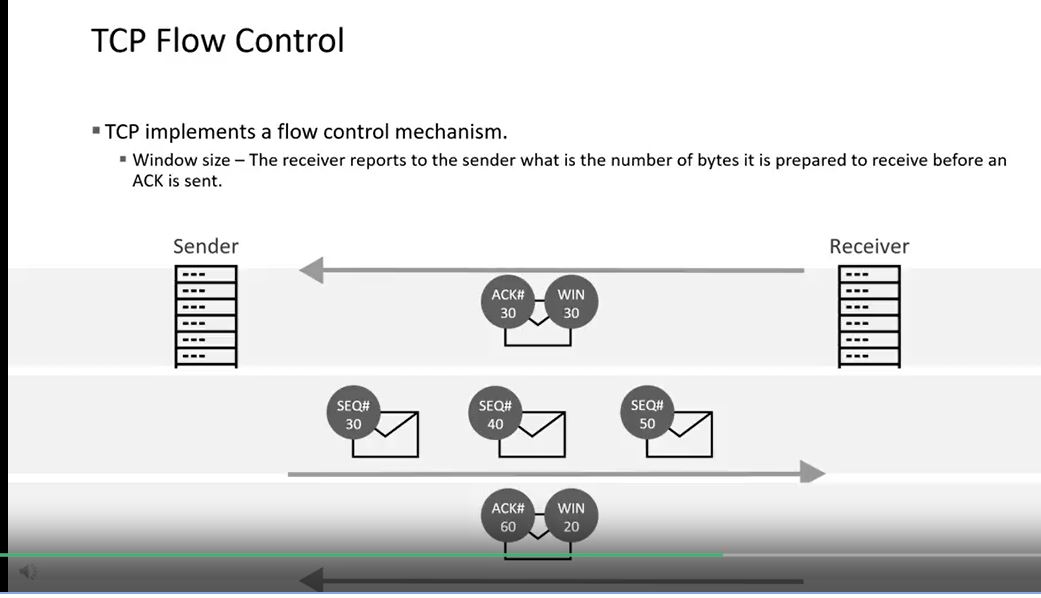 TCP Flow Control
▪ TCP implements a flow control mechanism.
▪ Window size – The receiver reports to the sender what is the number of bytes it is prepared to receive before an
ACK is sent.
Sender
Receiver
ACK#
30
WIN
30
SEQ#
30
SEQ#
40
SEQ#
50
ACK#
60
WIN
20